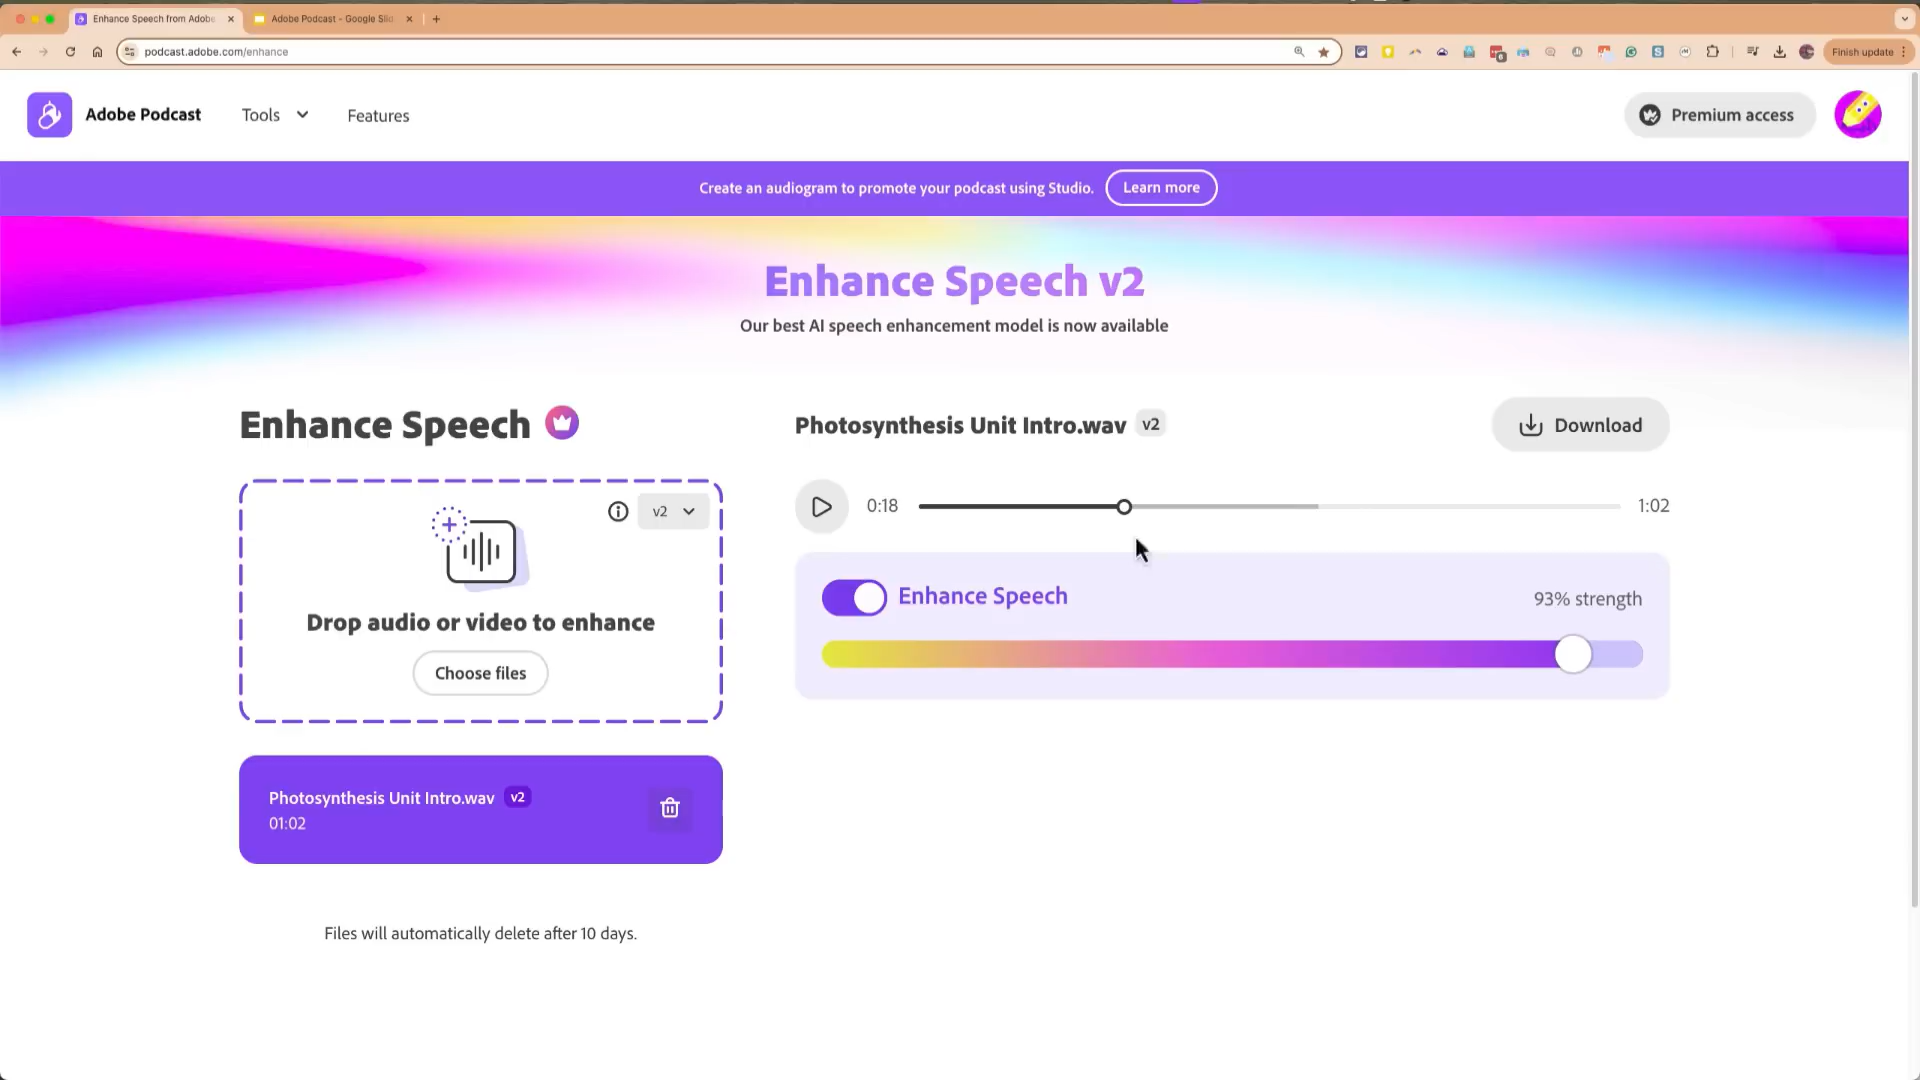 Enhance Speech from Adobe
Adobe Podcast - Google Slid
podcast.adobe.com/enhance
Finish update
Adobe Podcast
Tools
Features
Premium access
Create an audiogram to promote your podcast using Studio.
Learn more
Enhance Speech v2
Our best AI speech enhancement model is now available
Enhance Speech
v2
Drop audio or video to enhance
Choose files
Photosynthesis Unit Intro.wav v2
01:02
Files will automatically delete after 10 days.
Photosynthesis Unit Intro.wav v2
Download
0:18
1:02
Enhance Speech
93% strength